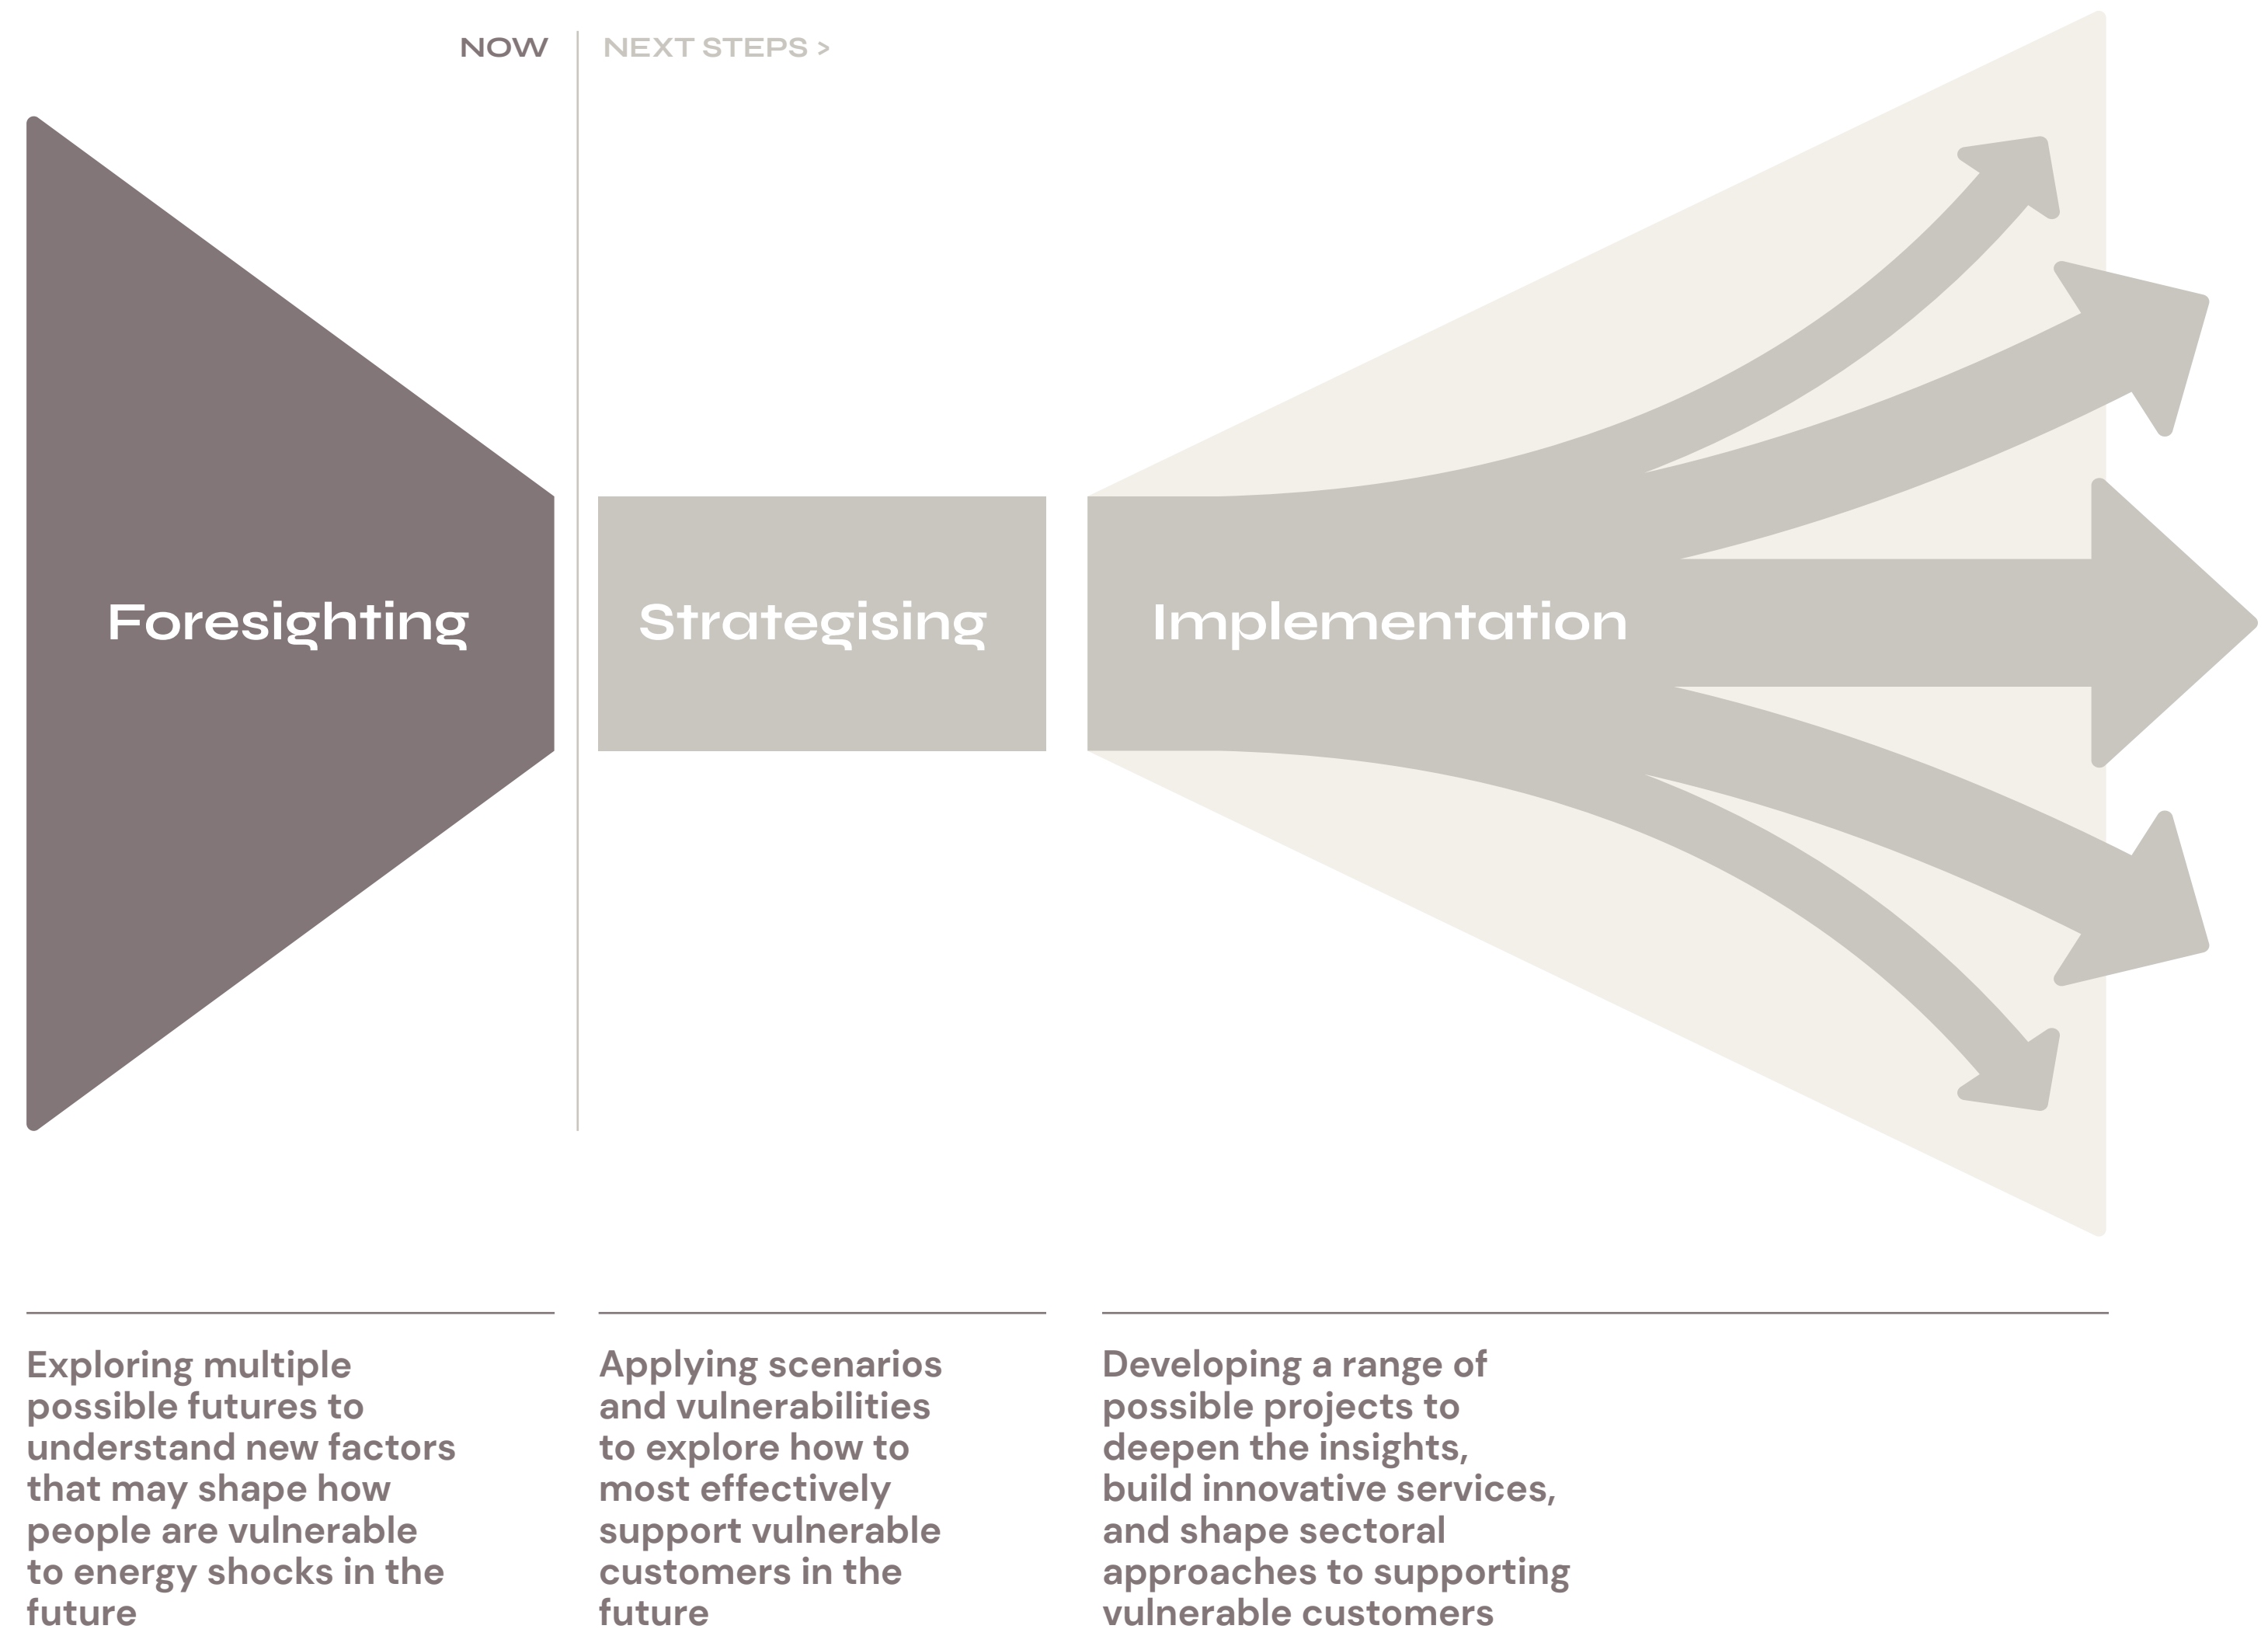 NOW
NEXT STEPS >
Foresighting
Strategising
Implementation
Exploring multiple
possible futures to
understand new factors
that may shape how
people are vulnerable
to energy shocks in the
future
Applying scenarios
and vulnerabilities
to explore how to
most effectively
support vulnerable
customers in the
future
Developing a range of
possible projects to
deepen the insights,
build innovative services,
and shape sectoral
approaches to supporting
vulnerable customers